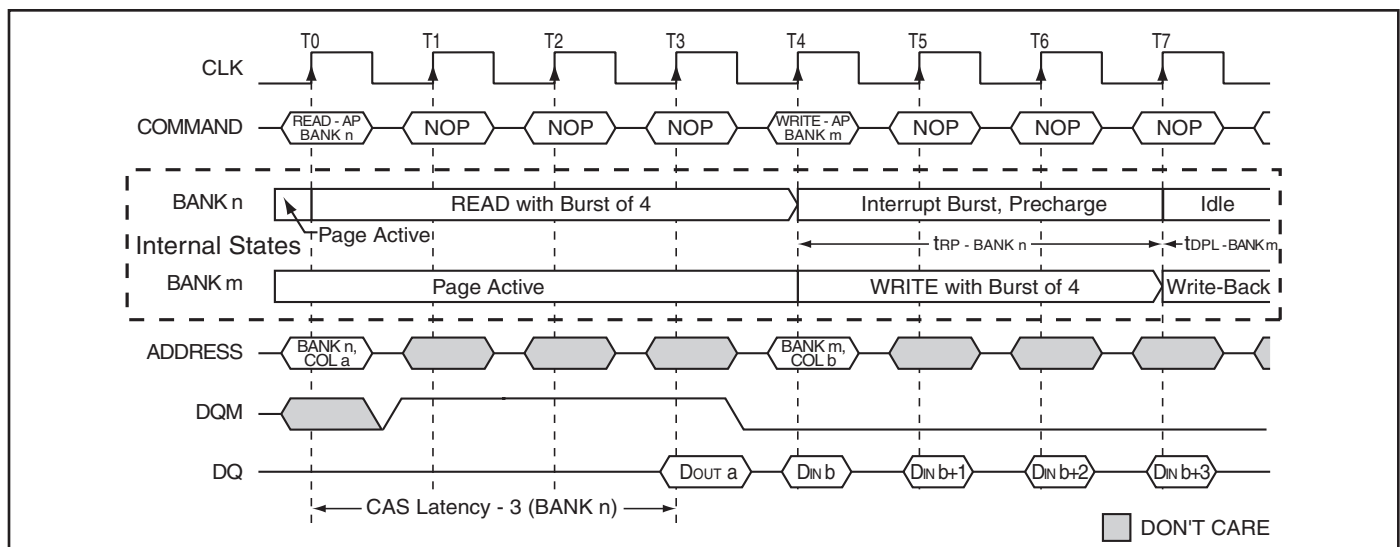 T0 T1 T2 T3 T4 T5 T6 T7
CLK
COMMAND READ - AP BANK n NOP NOP NOP WRITE - AP BANK m NOP NOP NOP
BANK n READ with Burst of 4 Interrupt Burst, Precharge Idle
Internal States Page Active tRP - BANK n tDPL - BANK m
BANK m Page Active WRITE with Burst of 4 Write-Back
ADDRESS BANK n, COL a BANK m, COL b
DQM
DQ DOUT a DIN b DIN b+1 DIN b+2 DIN b+3
CAS Latency - 3 (BANK n)
DON'T CARE